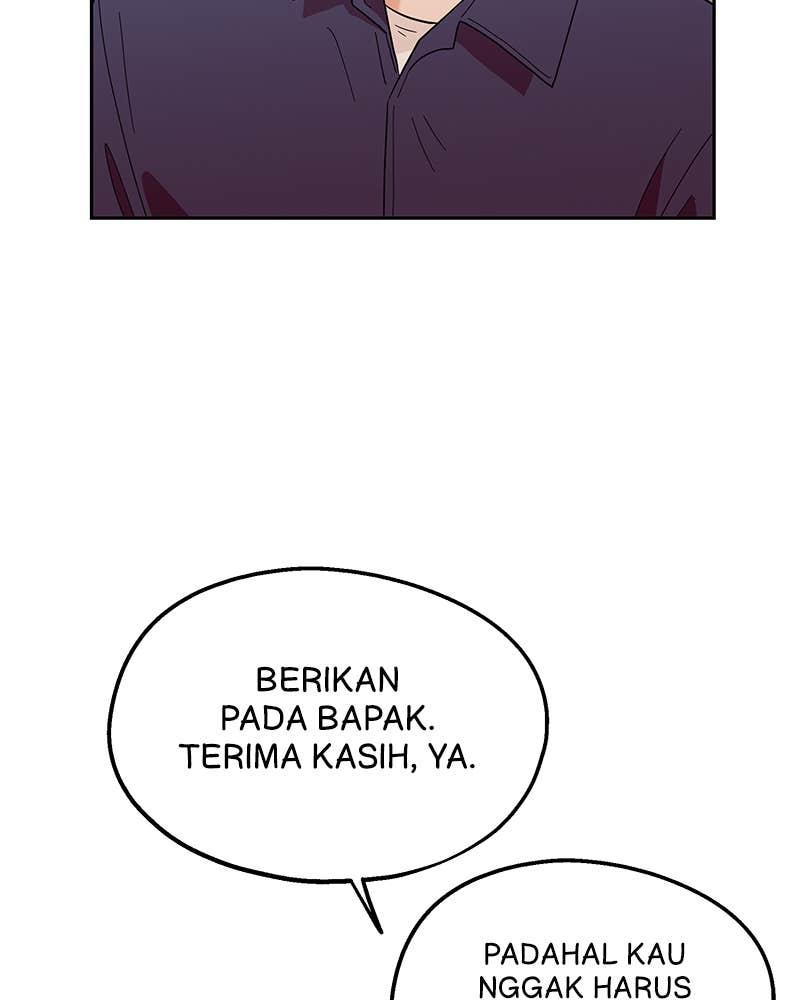 BERIKAN
PADA BAPAK.
TERIMA KASIH, YA.
PADAHAL KAU
NGGAK HARUS